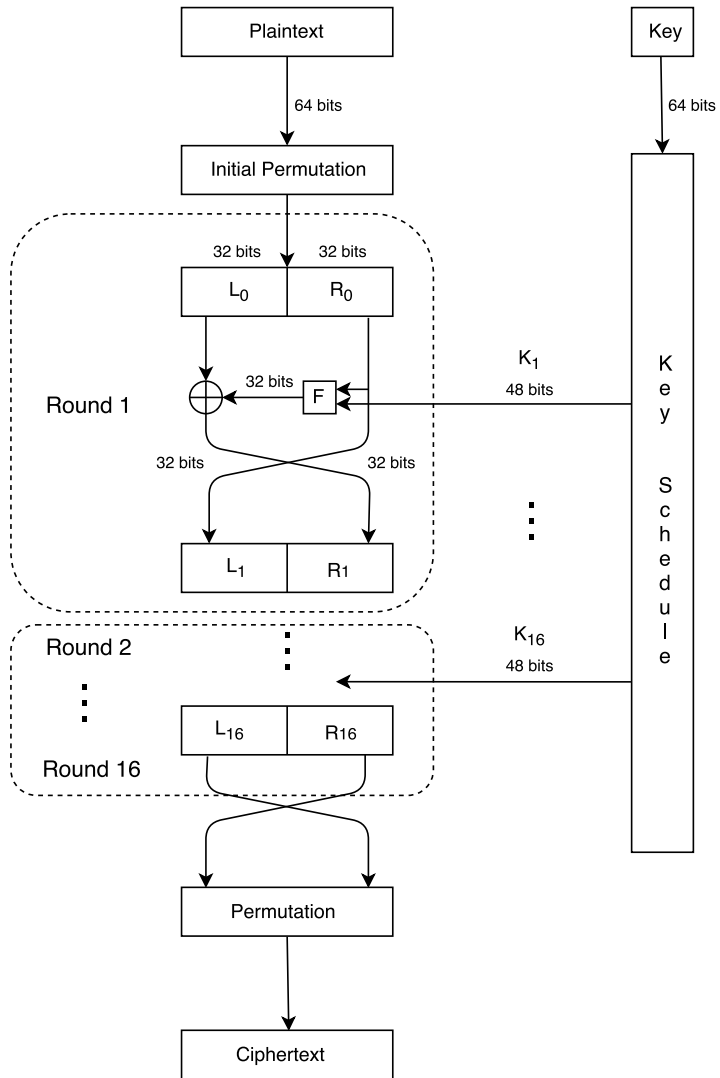 Plaintext
Key
64 bits
64 bits
Initial Permutation
32 bits
32 bits
L0
R0
K1
48 bits
32 bits
F
Round 1
32 bits
32 bits
L1
R1
Key Schedule
Round 2
K16
48 bits
L16
R16
Round 16
Permutation
Ciphertext